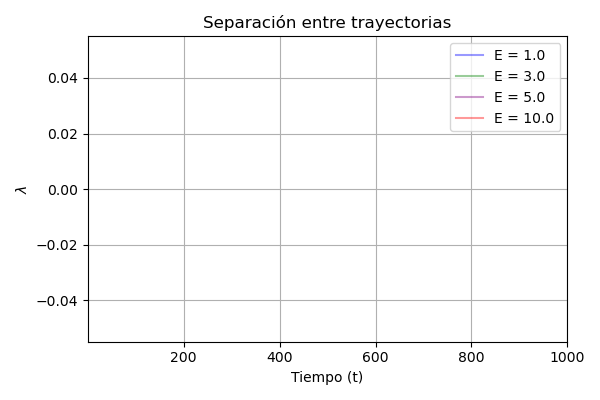 Separación entre trayectorias
E = 1.0
E = 3.0
E = 5.0
E = 10.0
0.04
0.02
0.00
−0.02
−0.04
λ
200 400 600 800 1000
Tiempo (t)